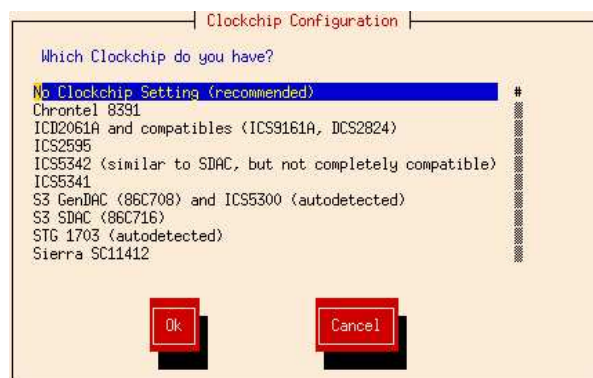 Clockchip Configuration
Which Clockchip do you have?
No Clockchip Setting (recommended) #
Chrontel 8391
ICD2061A and compatibles (ICS9161A, DCS2824)
ICS2595
ICS5342 (similar to SDAC, but not completely compatible)
ICS5341
S3 GenDAC (86C708) and ICS5300 (autodetected)
S3 SDAC (86C716)
STG 1703 (autodetected)
Sierra SC11412
Ok Cancel